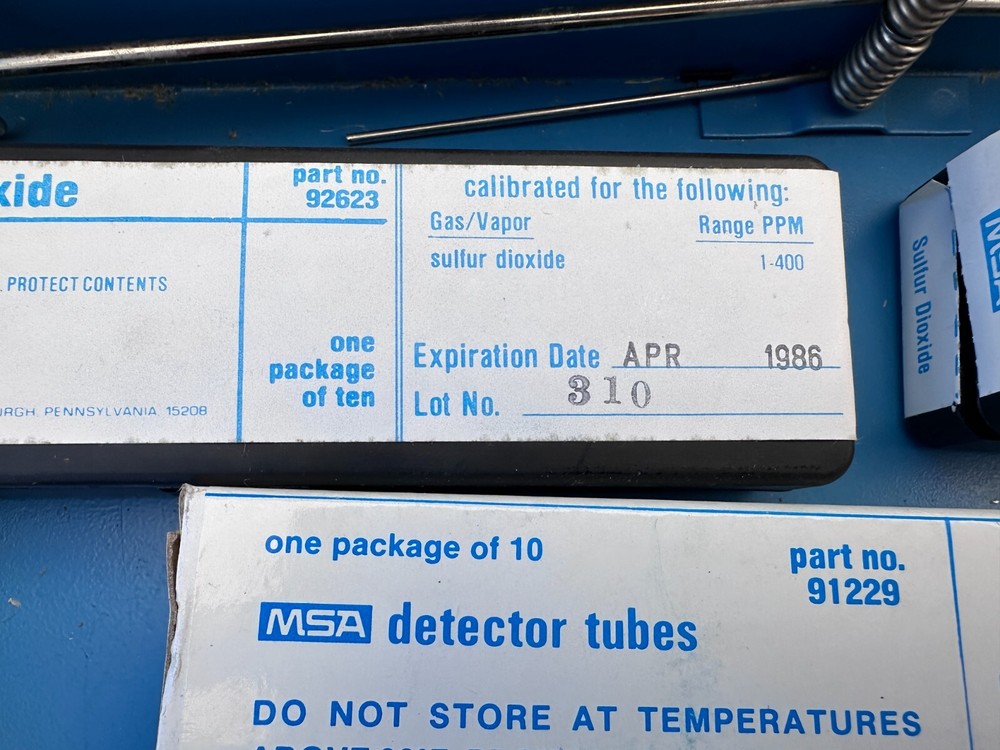 part no.
92623
PROTECT CONTENTS
one
package
of ten
PENNSYLVANIA 15208
calibrated for the following:
Gas/Vapor Range PPM
sulfur dioxide 1-400
Expiration Date APR 1986
Lot No. 310
Sulfur Dioxide
MSA
one package of 10
part no.
91229
MSA detector tubes
DO NOT STORE AT TEMPERATURES